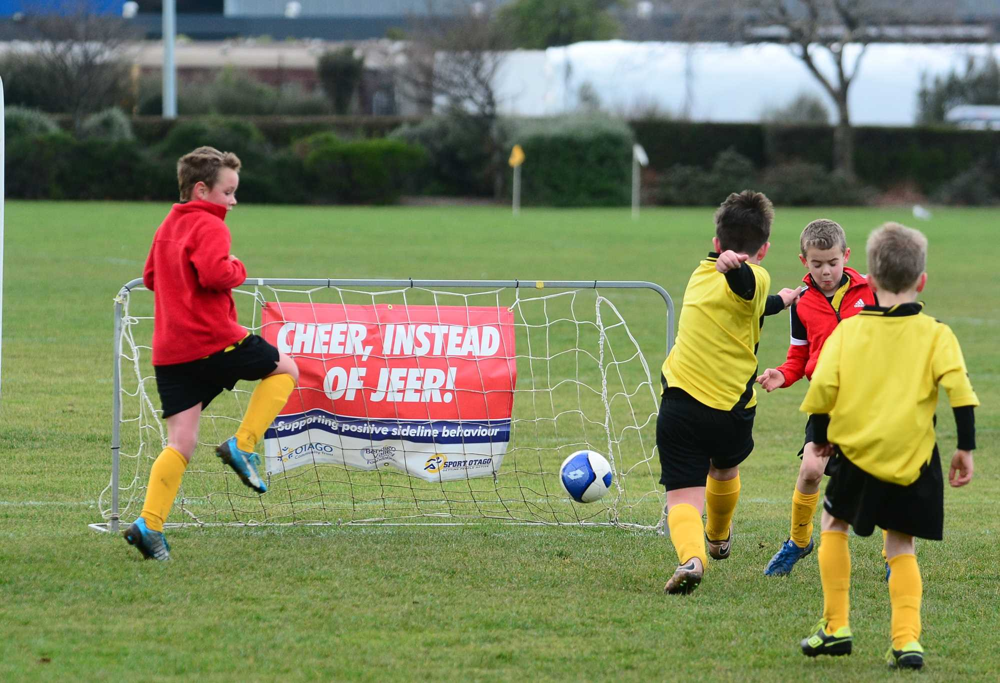 CHEER, INSTEAD
OF JEER!
Supporting positive sideline behaviour
OTAGO
Community Trust
Bendigo
Valley
Foundation
SPORT OTAGO
GETTING PEOPLE ACTIVE
adidas